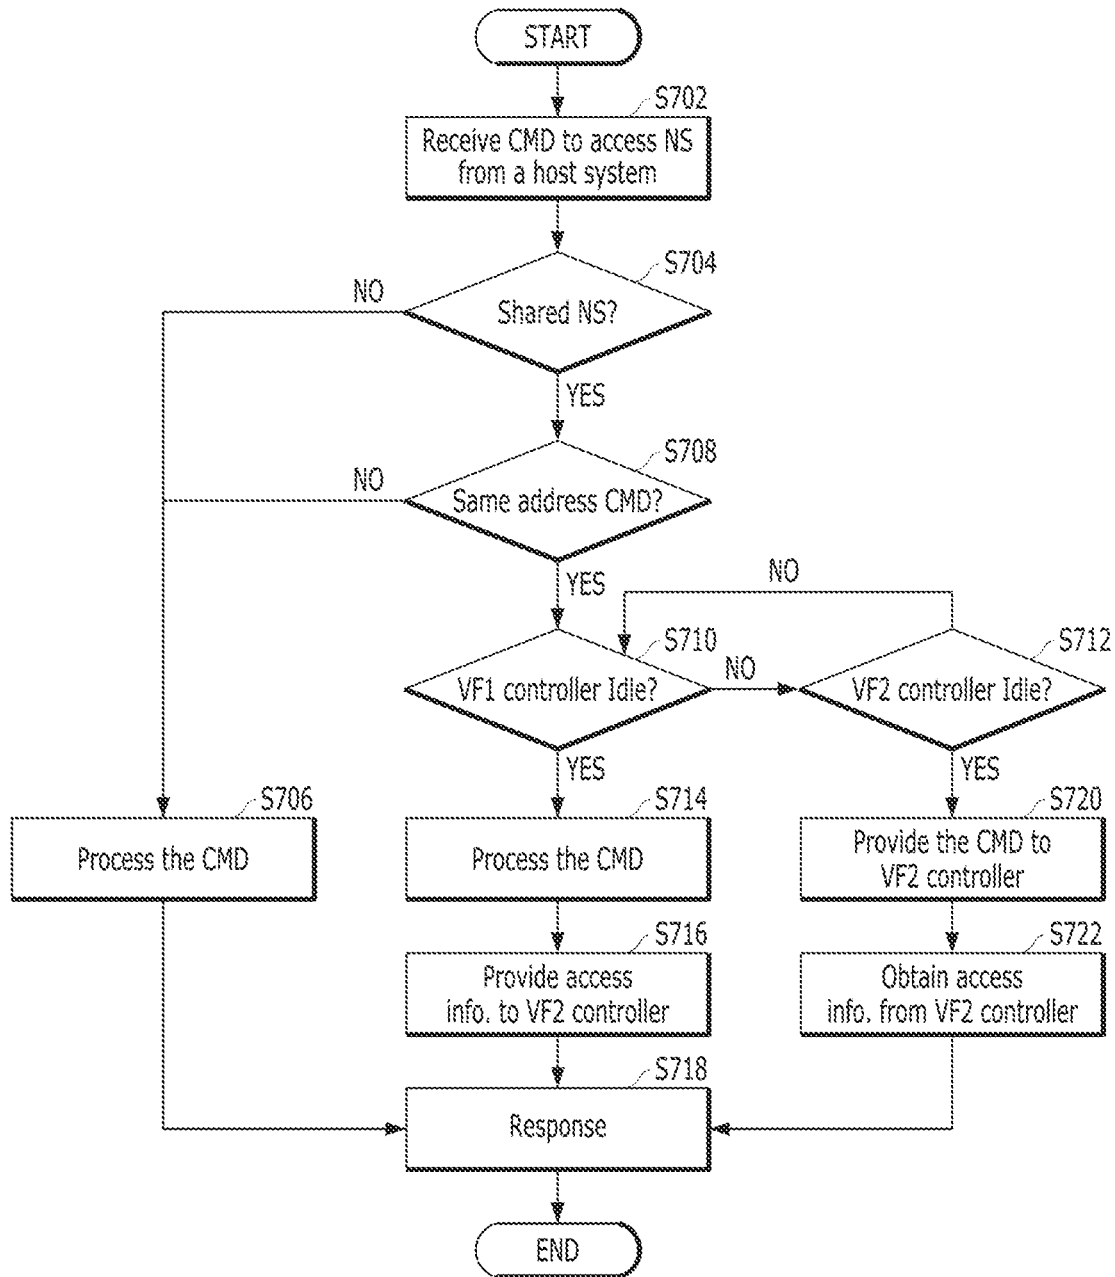 START
S702
Receive CMD to access NS
from a host system
S704
NO
Shared NS?
YES
S708
NO
Same address CMD?
YES
NO
S710
S712
VF1 controller Idle?
NO
VF2 controller Idle?
YES
YES
S706
S714
S720
Process the CMD
Process the CMD
Provide the CMD to
VF2 controller
S716
S722
Provide access
info. to VF2 controller
Obtain access
info. from VF2 controller
S718
Response
END